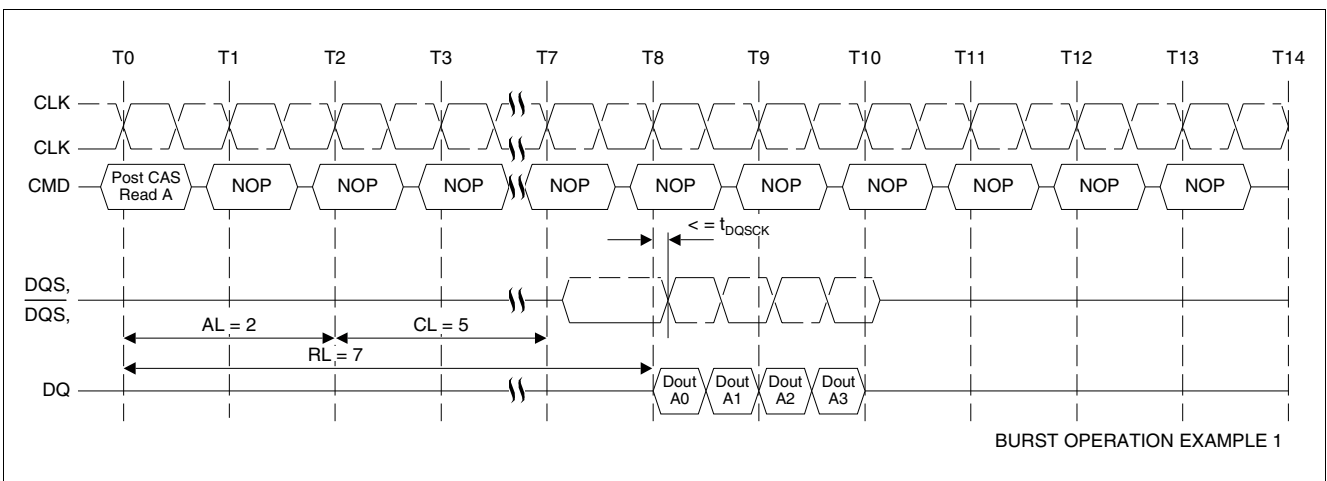 T0 T1 T2 T3 T7 T8 T9 T10 T11 T12 T13 T14
CLK
CLK
CMD Post CAS Read A NOP NOP NOP NOP NOP NOP NOP NOP NOP NOP
< = tDQSCK
DQS,
DQS,
AL = 2 CL = 5
RL = 7
DQ Dout A0 Dout A1 Dout A2 Dout A3
BURST OPERATION EXAMPLE 1